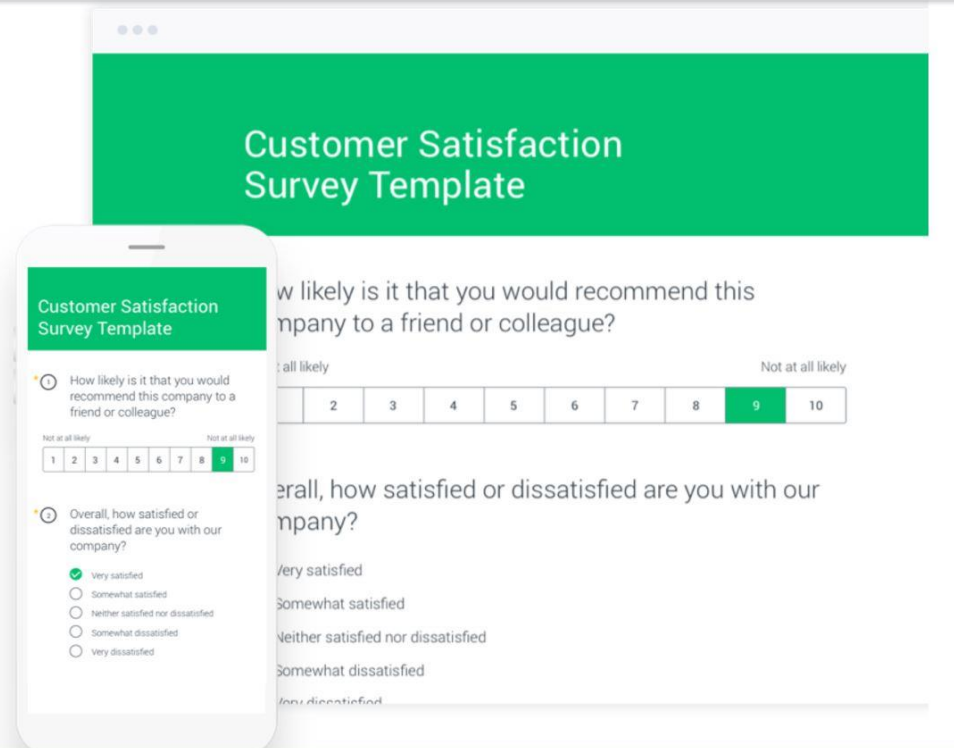 Customer Satisfaction
Survey Template
w likely is it that you would recommend this
mpany to a friend or colleague?
all likely Not at all likely
2 3 4 5 6 7 8 9 10
erall, how satisfied or dissatisfied are you with our
mpany?
Very satisfied
Somewhat satisfied
Neither satisfied nor dissatisfied
Somewhat dissatisfied
Very dissatisfied
Customer Satisfaction
Survey Template
* 1 How likely is it that you would
recommend this company to a
friend or colleague?
Not at all likely Not at all likely
1 2 3 4 5 6 7 8 9 10
* 2 Overall, how satisfied or
dissatisfied are you with our
company?
Very satisfied
Somewhat satisfied
Neither satisfied nor dissatisfied
Somewhat dissatisfied
Very dissatisfied